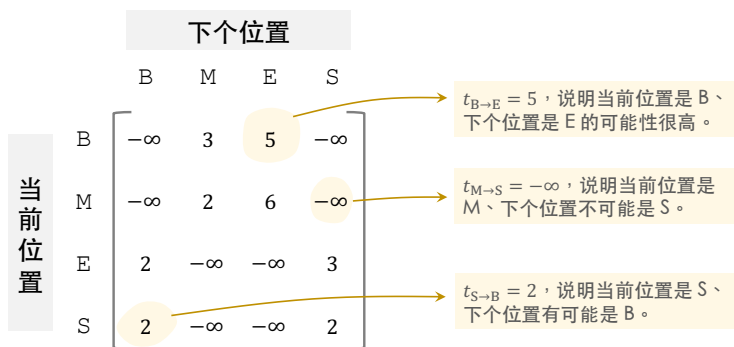 下个位置
B M E S
B −∞ 3 5 −∞
M −∞ 2 6 −∞
E 2 −∞ −∞ 3
S 2 −∞ −∞ 2
当前位置
t_{B→E} = 5，说明当前位置是 B、
下个位置是 E 的可能性很高。
t_{M→S} = −∞，说明当前位置是
M、下个位置不可能是 S。
t_{S→B} = 2，说明当前位置是 S、
下个位置有可能是 B。